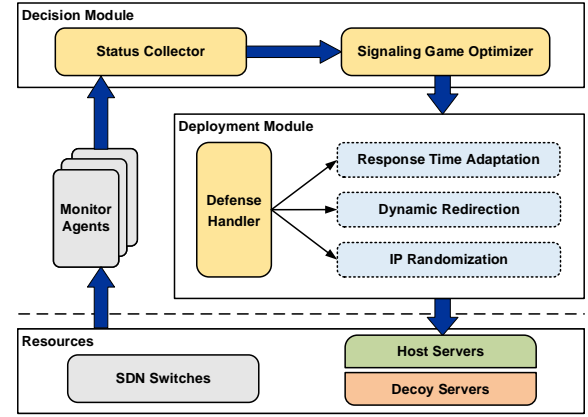 Decision Module
Status Collector
Signaling Game Optimizer
Deployment Module
Monitor
Agents
Defense
Handler
Response Time Adaptation
Dynamic Redirection
IP Randomization
Resources
SDN Switches
Host Servers
Decoy Servers